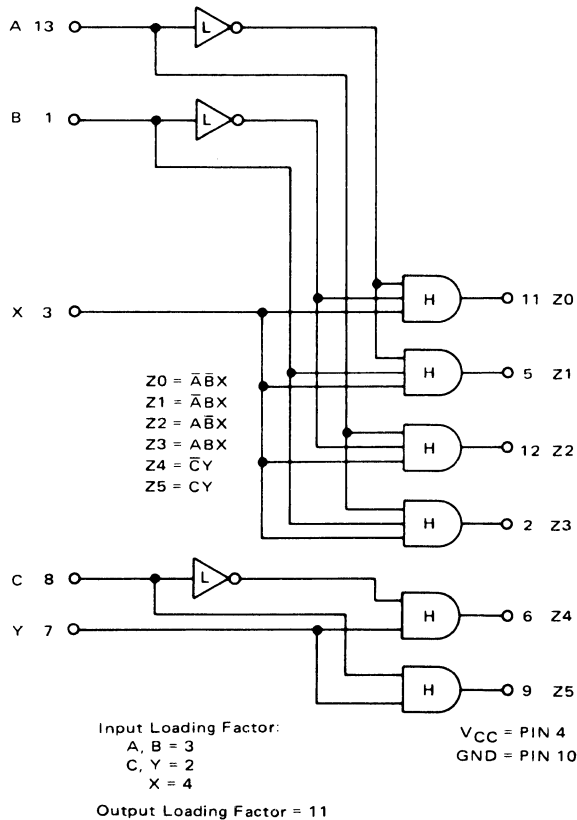 A 13
L
B 1
L
X 3
H 11 Z0
H 5 Z1
H 12 Z2
H 2 Z3
Z0 = A̅B̅X
Z1 = A̅BX
Z2 = AB̅X
Z3 = ABX
Z4 = C̅Y
Z5 = CY
C 8
L
Y 7
H 6 Z4
H 9 Z5
Input Loading Factor:
A, B = 3
C, Y = 2
X = 4
Output Loading Factor = 11
VCC = PIN 4
GND = PIN 10